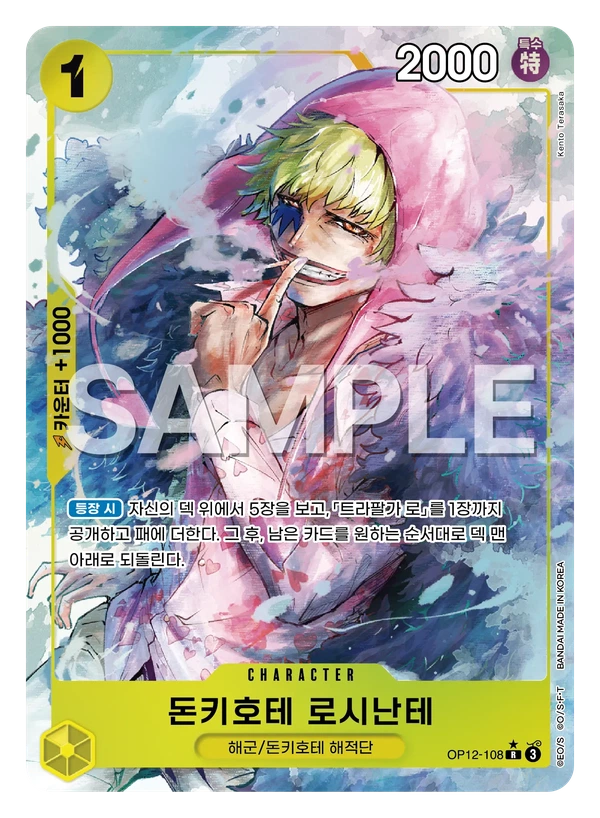 1
2000
특수
特
Kento Terasaka
카운터 +1000
SAMPLE
등장 시 자신의 덱 위에서 5장을 보고, 『트라팔가 로』를 1장까지
공개하고 패에 더한다. 그 후, 남은 카드를 원하는 순서대로 덱 맨
아래로 되돌린다.
CHARACTER
돈키호테 로시난테
해군/돈키호테 해적단
OP12-108 ★ R 3
©EO/S ©O/S·F·T BANDAI MADE IN KOREA